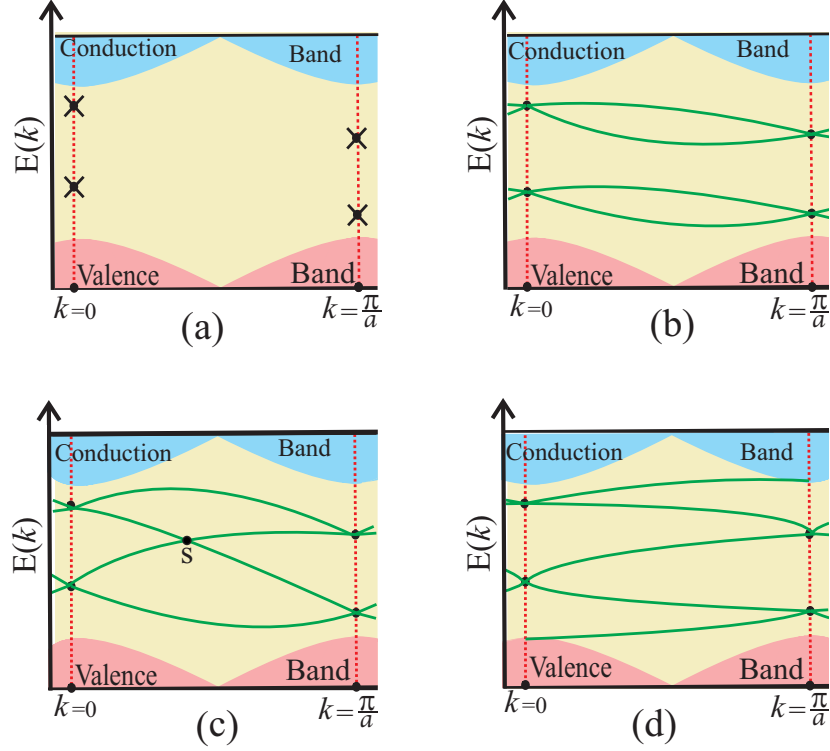 Conduction Band
E(k)
Valence Band
k=0
k=π/a
(a)
Conduction Band
E(k)
Valence Band
k=0
k=π/a
(b)
Conduction Band
E(k)
S
Valence Band
k=0
k=π/a
(c)
Conduction Band
E(k)
Valence Band
k=0
k=π/a
(d)